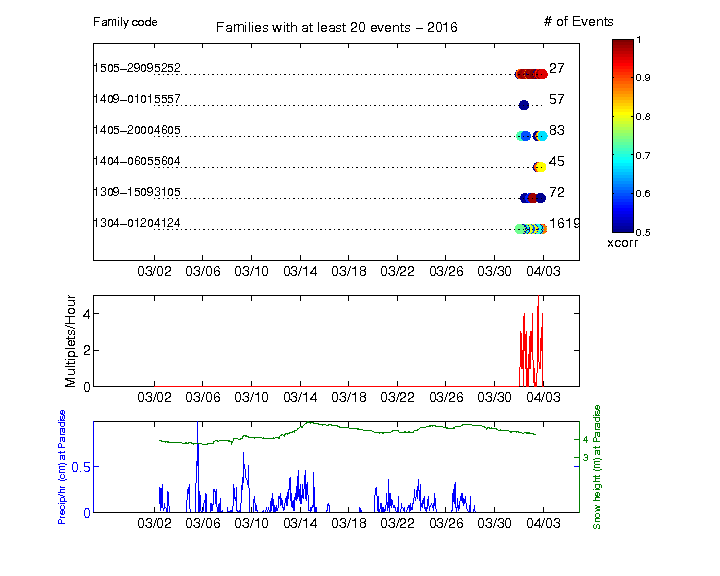 Family code
Families with at least 20 events − 2016
# of Events
1505−29095252
27
1409−01015557
57
1405−20004605
83
1404−06055604
45
1309−15093105
72
1304−01204124
1619
03/02 03/06 03/10 03/14 03/18 03/22 03/26 03/30 04/03
1
0.9
0.8
0.7
0.6
0.5
xcorr
Multiplets/Hour
4
2
0
03/02 03/06 03/10 03/14 03/18 03/22 03/26 03/30 04/03
Precip/hr (cm) at Paradise
0.5
0
4
3
Snow height (m) at Paradise
03/02 03/06 03/10 03/14 03/18 03/22 03/26 03/30 04/03